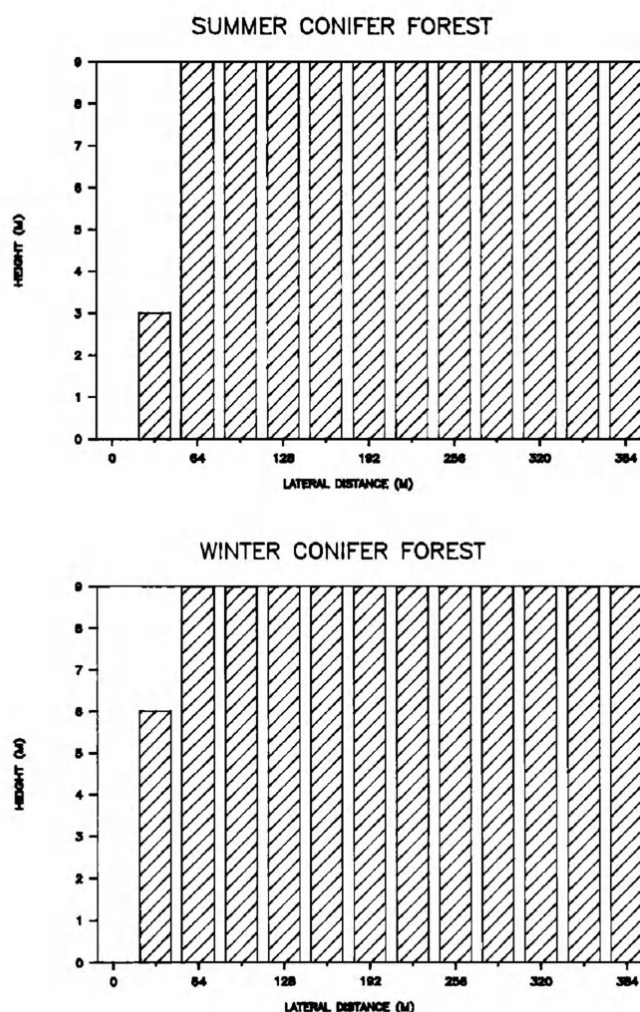 SUMMER CONIFER FOREST
9
8
7
6
5
4
3
2
1
0
HEIGHT (M)
0 64 128 192 256 320 384
LATERAL DISTANCE (M)
WINTER CONIFER FOREST
9
8
7
6
5
4
3
2
1
0
HEIGHT (M)
0 64 128 192 256 320 384
LATERAL DISTANCE (M)